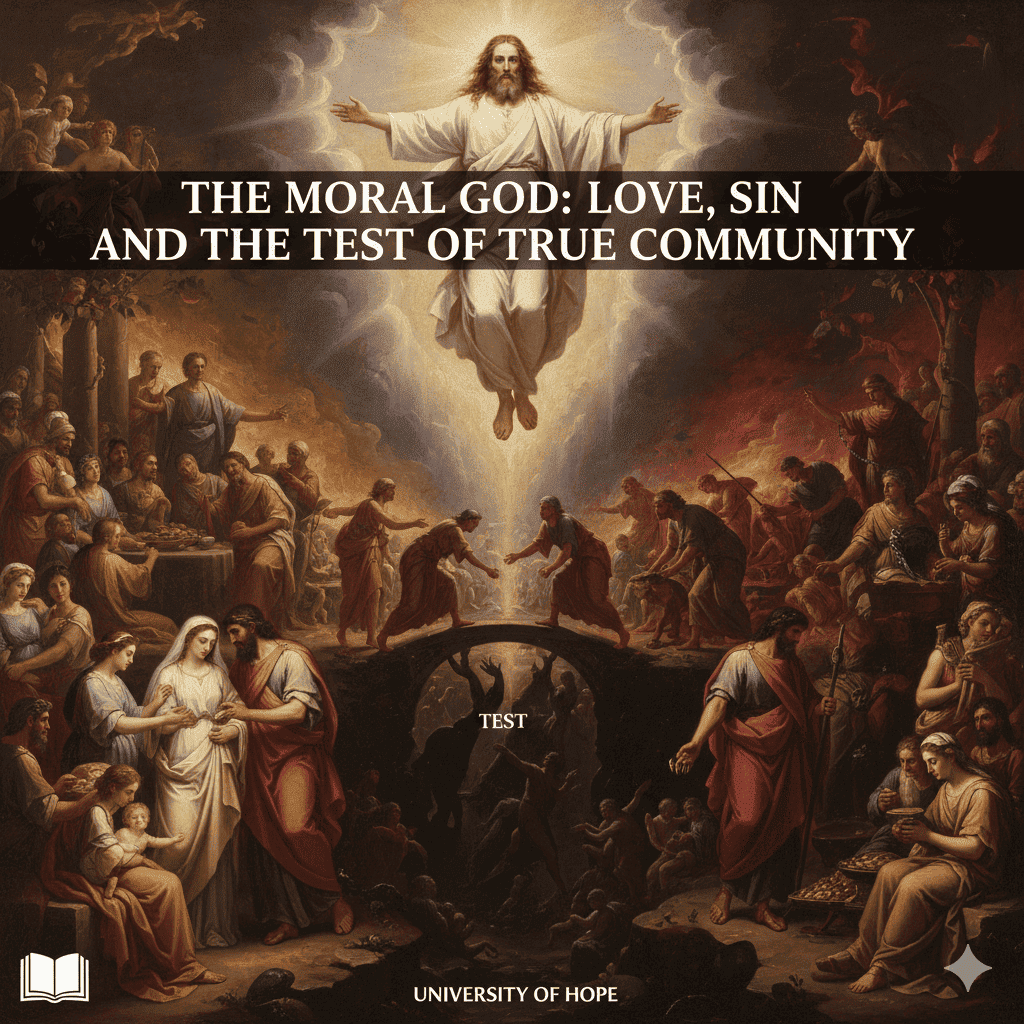 THE MORAL GOD: LOVE, SIN
AND THE TEST OF TRUE COMMUNITY
TEST
UNIVERSITY OF HOPE